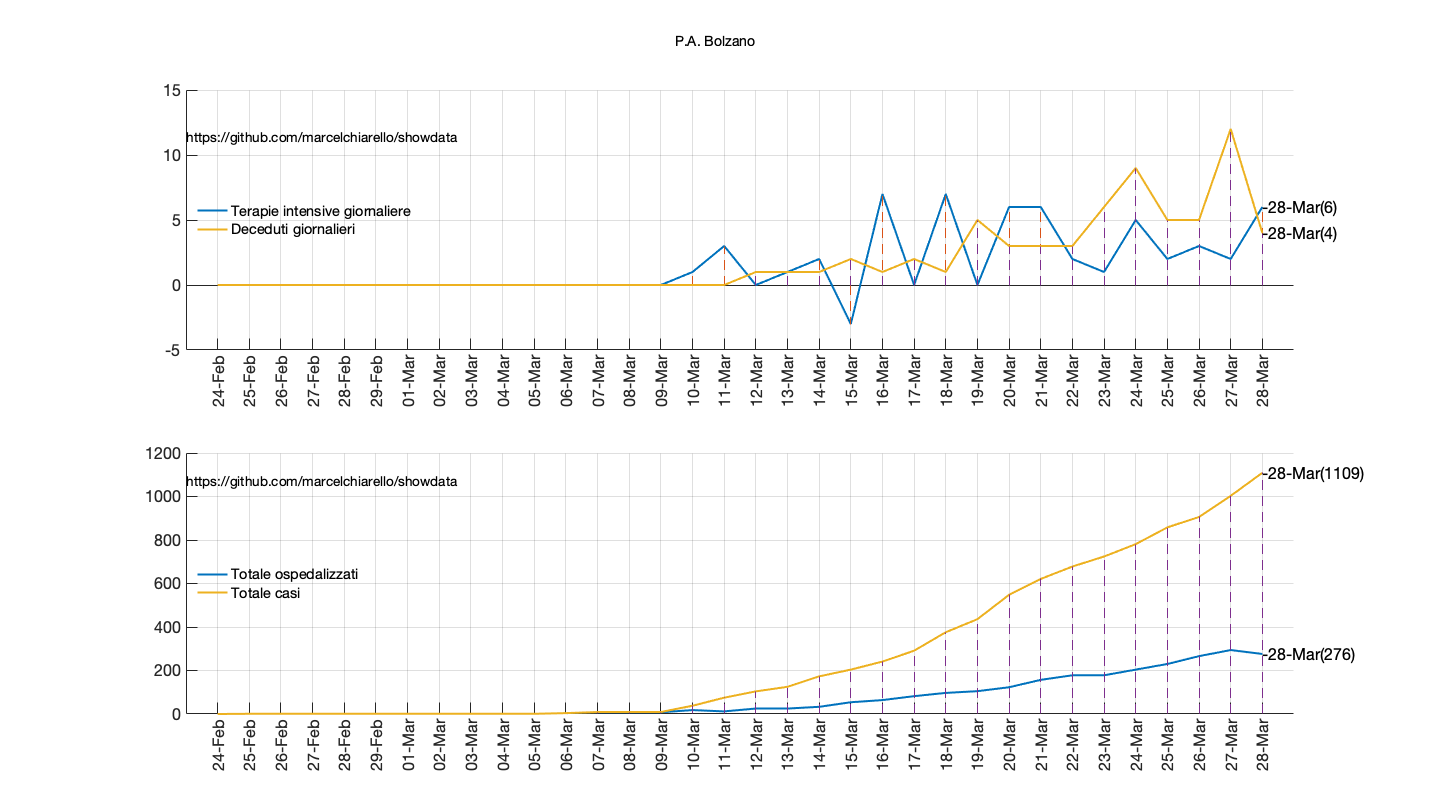 P.A. Bolzano
15
https://github.com/marcelchiarello/showdata
10
Terapie intensive giornaliere
5
-28-Mar(6)
Deceduti giornalieri
-28-Mar(4)
0
-5
24-Feb
25-Feb
26-Feb
27-Feb
28-Feb
29-Feb
01-Mar
02-Mar
03-Mar
04-Mar
05-Mar
06-Mar
07-Mar
08-Mar
09-Mar
10-Mar
11-Mar
12-Mar
13-Mar
14-Mar
15-Mar
16-Mar
17-Mar
18-Mar
19-Mar
20-Mar
21-Mar
22-Mar
23-Mar
24-Mar
25-Mar
26-Mar
27-Mar
28-Mar
1200
-28-Mar(1109)
https://github.com/marcelchiarello/showdata
1000
800
Totale ospedalizzati
600
Totale casi
400
200
-28-Mar(276)
0
24-Feb
25-Feb
26-Feb
27-Feb
28-Feb
29-Feb
01-Mar
02-Mar
03-Mar
04-Mar
05-Mar
06-Mar
07-Mar
08-Mar
09-Mar
10-Mar
11-Mar
12-Mar
13-Mar
14-Mar
15-Mar
16-Mar
17-Mar
18-Mar
19-Mar
20-Mar
21-Mar
22-Mar
23-Mar
24-Mar
25-Mar
26-Mar
27-Mar
28-Mar